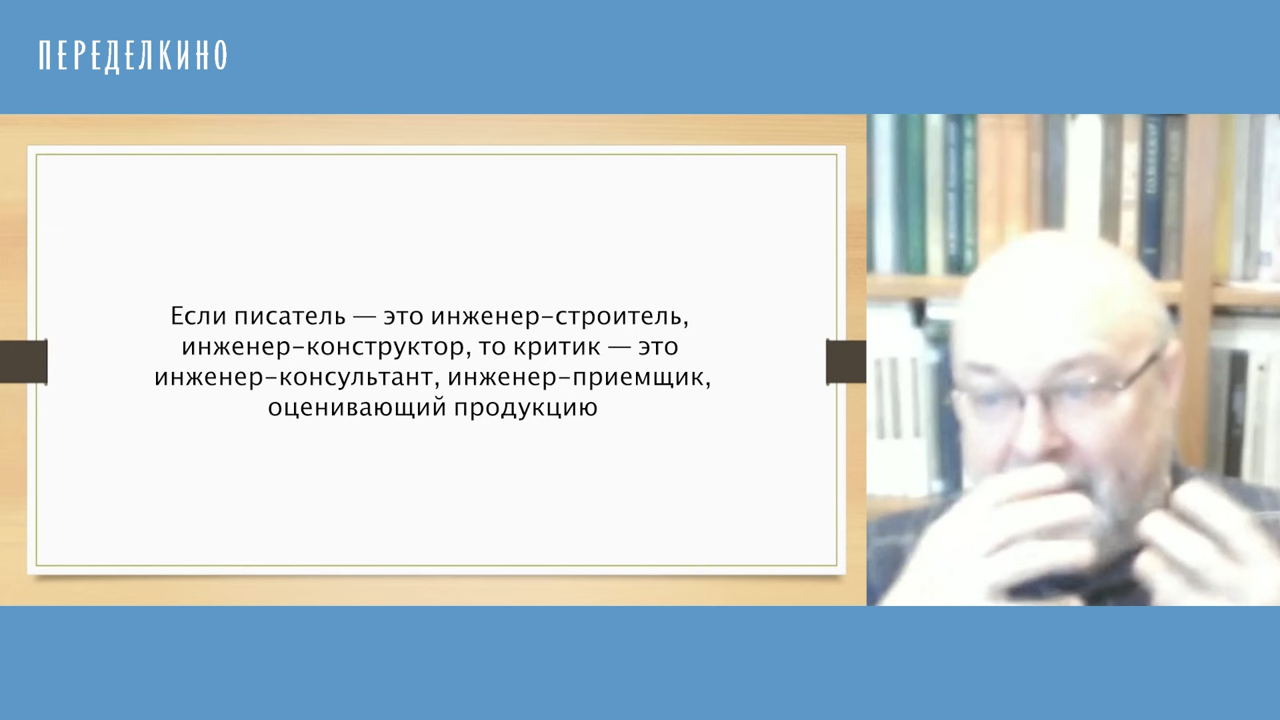 ПЕРЕДЕЛКИНО
Если писатель — это инженер-строитель,
инженер-конструктор, то критик — это
инженер-консультант, инженер-приемщик,
оценивающий продукцию